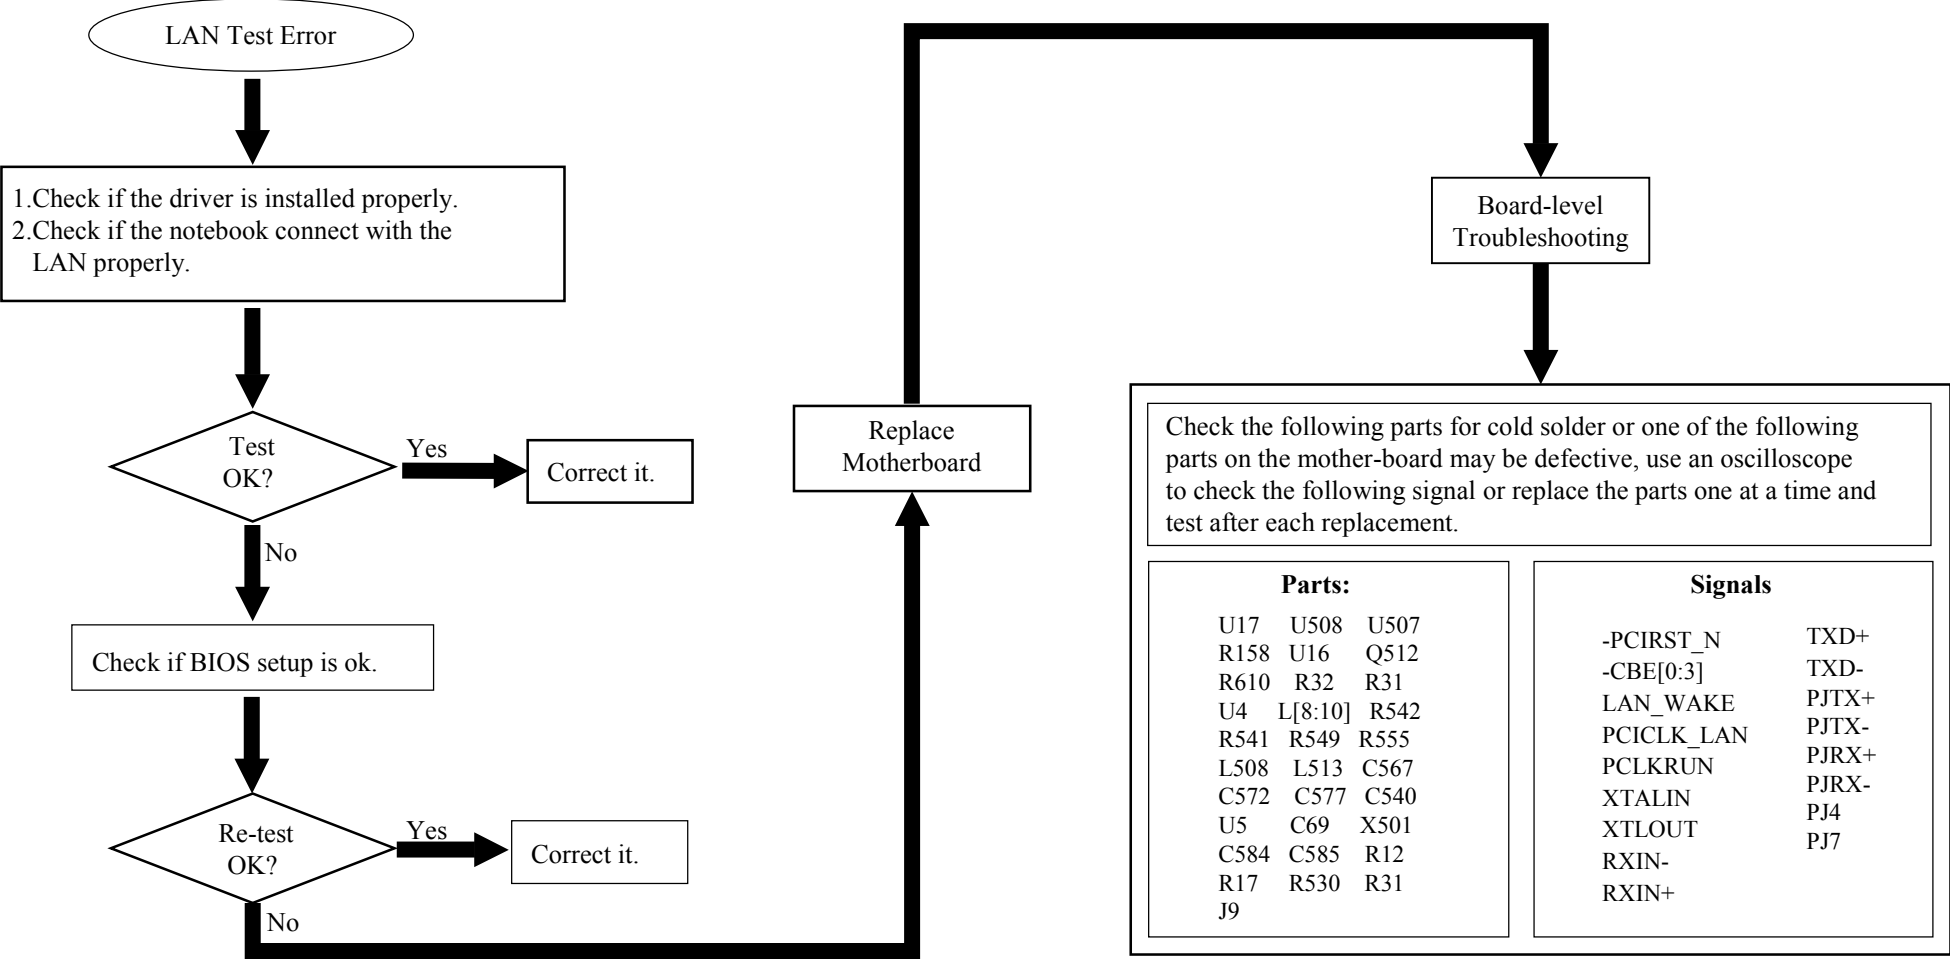 LAN Test Error
1.Check if the driver is installed properly.
2.Check if the notebook connect with the
LAN properly.
Test
OK?
Yes
Correct it.
No
Check if BIOS setup is ok.
Re-test
OK?
Yes
Correct it.
No
Replace
Motherboard
Board-level
Troubleshooting
Check the following parts for cold solder or one of the following
parts on the mother-board may be defective, use an oscilloscope
to check the following signal or replace the parts one at a time and
test after each replacement.
Parts:
U17 U508 U507
R158 U16 Q512
R610 R32 R31
U4 L[8:10] R542
R541 R549 R555
L508 L513 C567
C572 C577 C540
U5 C69 X501
C584 C585 R12
R17 R530 R31
J9
Signals
-PCIRST_N
-CBE[0:3]
LAN_WAKE
PCICLK_LAN
PCLKRUN
XTALIN
XTLOUT
RXIN-
RXIN+
TXD+
TXD-
PJTX+
PJTX-
PJRX+
PJRX-
PJ4
PJ7